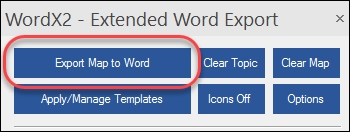 WordX2 - Extended Word Export
Export Map to Word Clear Topic Clear Map
Apply/Manage Templates Icons Off Options